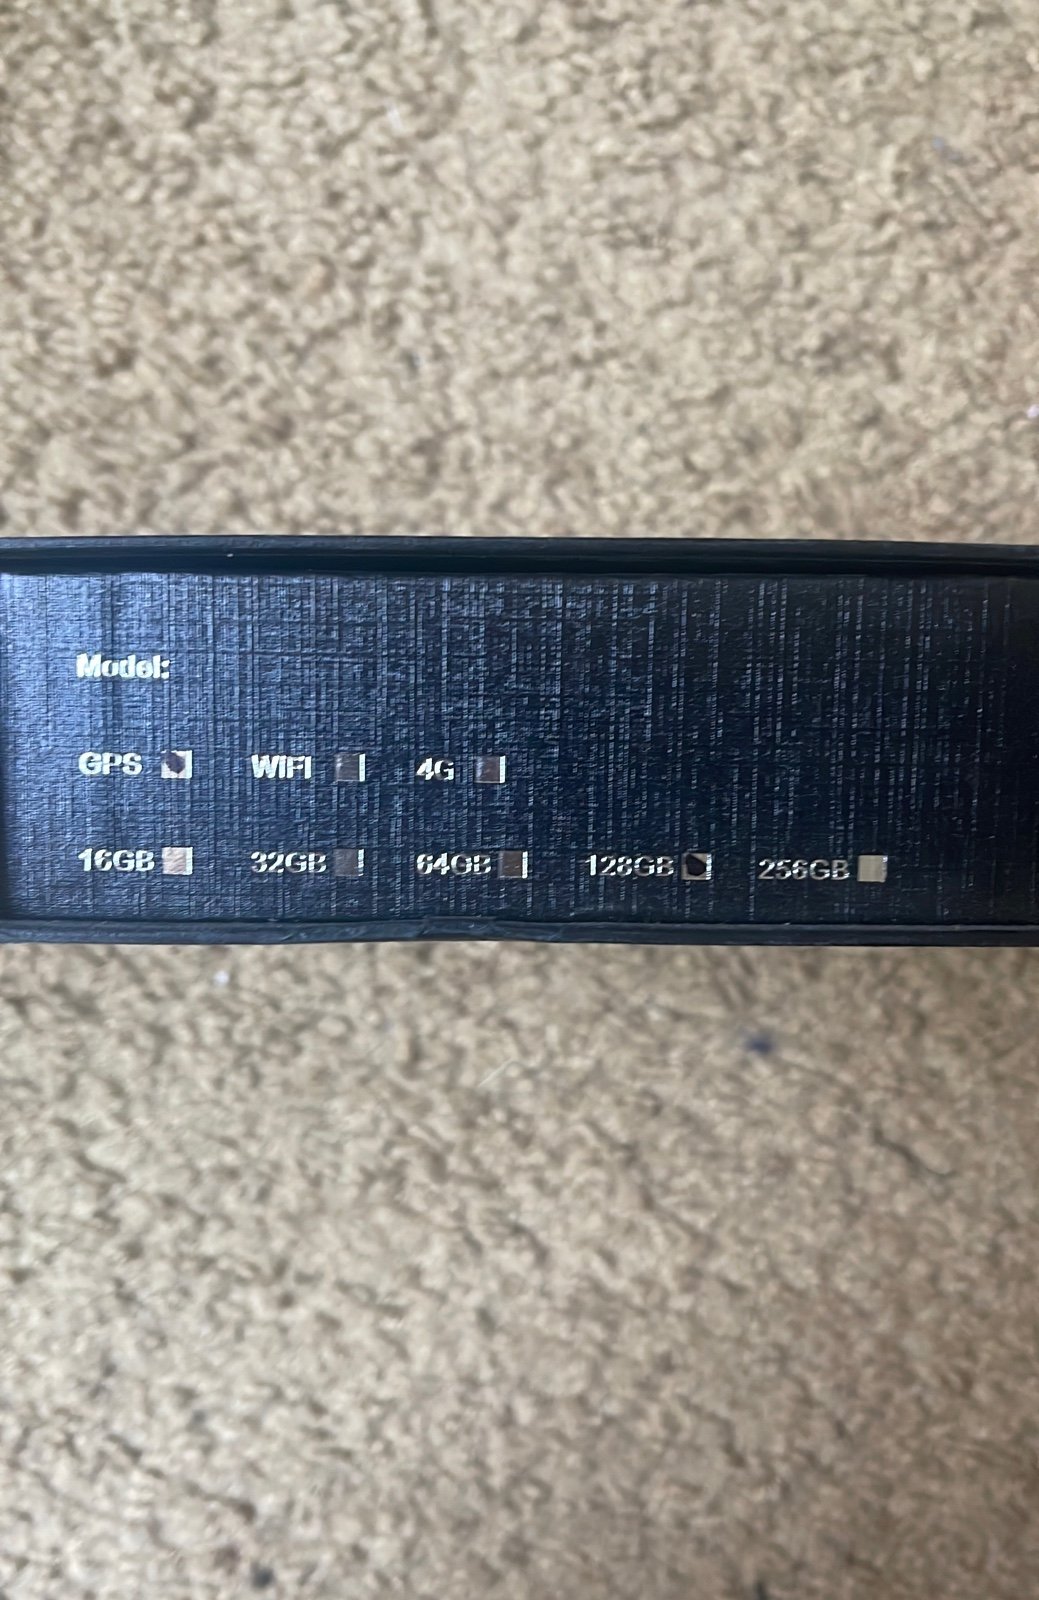 Model:
GPS WIFI 4G
16GB 32GB 64GB 128GB 256GB